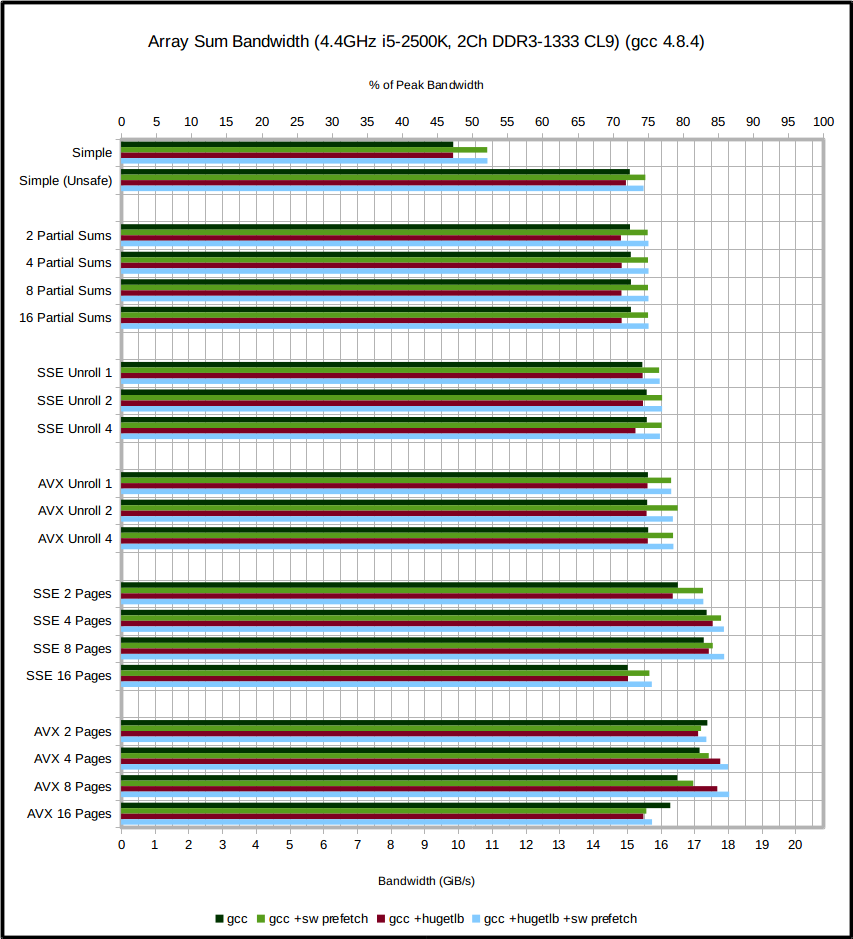 Array Sum Bandwidth (4.4GHz i5-2500K, 2Ch DDR3-1333 CL9) (gcc 4.8.4)
% of Peak Bandwidth
0 5 10 15 20 25 30 35 40 45 50 55 60 65 70 75 80 85 90 95 100
Simple
Simple (Unsafe)
2 Partial Sums
4 Partial Sums
8 Partial Sums
16 Partial Sums
SSE Unroll 1
SSE Unroll 2
SSE Unroll 4
AVX Unroll 1
AVX Unroll 2
AVX Unroll 4
SSE 2 Pages
SSE 4 Pages
SSE 8 Pages
SSE 16 Pages
AVX 2 Pages
AVX 4 Pages
AVX 8 Pages
AVX 16 Pages
0 1 2 3 4 5 6 7 8 9 10 11 12 13 14 15 16 17 18 19 20
Bandwidth (GiB/s)
gcc gcc +sw prefetch gcc +hugetlb gcc +hugetlb +sw prefetch